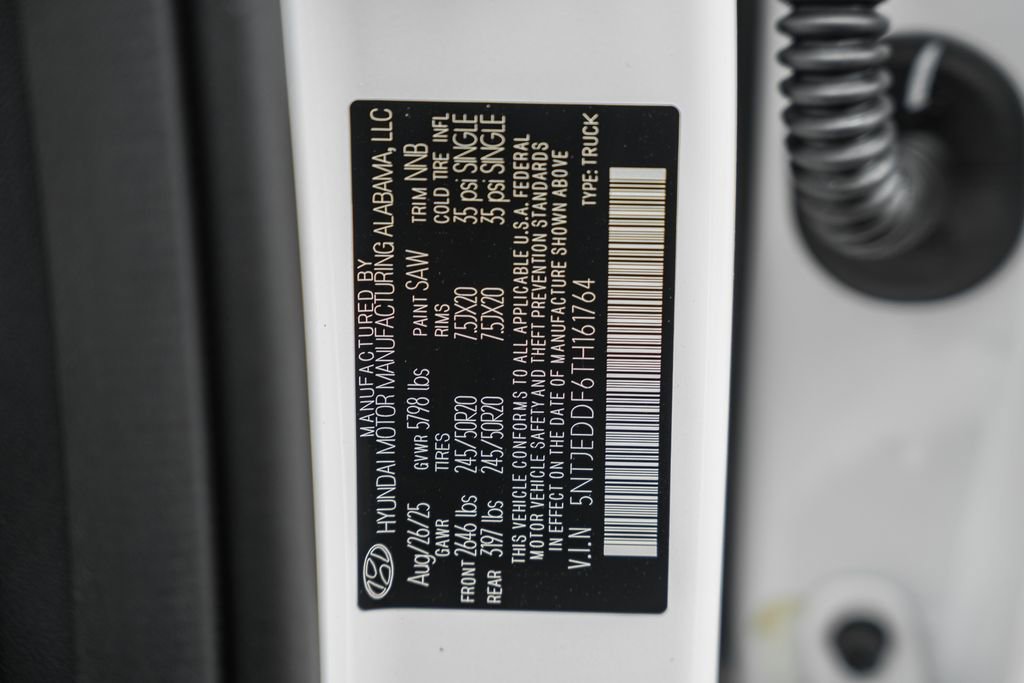 MANUFACTURED BY
HYUNDAI MOTOR MANUFACTURING ALABAMA, LLC
Aug/26/25 GVWR 5798 lbs PAINT SAW TRIM NNB
GAWR TIRES RIMS COLD TIRE INFL
FRONT 2646 lbs 245/50R20 7.5JX20 35 psi SINGLE
REAR 3197 lbs 245/50R20 7.5JX20 35 psi SINGLE
THIS VEHICLE CONFORMS TO ALL APPLICABLE U.S.A. FEDERAL
MOTOR VEHICLE SAFETY AND THEFT PREVENTION STANDARDS
IN EFFECT ON THE DATE OF MANUFACTURE SHOWN ABOVE
V.I.N 5NTJEDDF6TH161764 TYPE: TRUCK